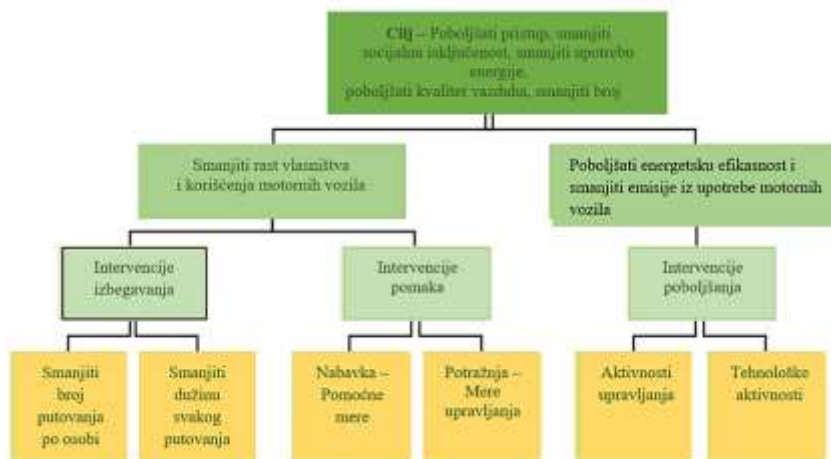 Cilj – Poboljšati pristup, smanjiti
socijalnu isključenost, smanjiti upotrebu
energije,
poboljšati kvalitet vazduha, smanjiti broj
Smanjiti rast vlasništva
i korišćenja motornih vozila
Poboljšati energetsku efikasnost i
smanjiti emisije iz upotrebe motornih
vozila
Intervencije
izbegavanja
Intervencije
pomaka
Intervencije
poboljšanja
Smanjiti
broj
putovanja
po osobi
Smanjiti
dužinu
svakog
putovanja
Nabavka –
Pomoćne
mere
Potražnja –
Mere
upravljanja
Aktivnosti
upravljanja
Tehnološke
aktivnosti